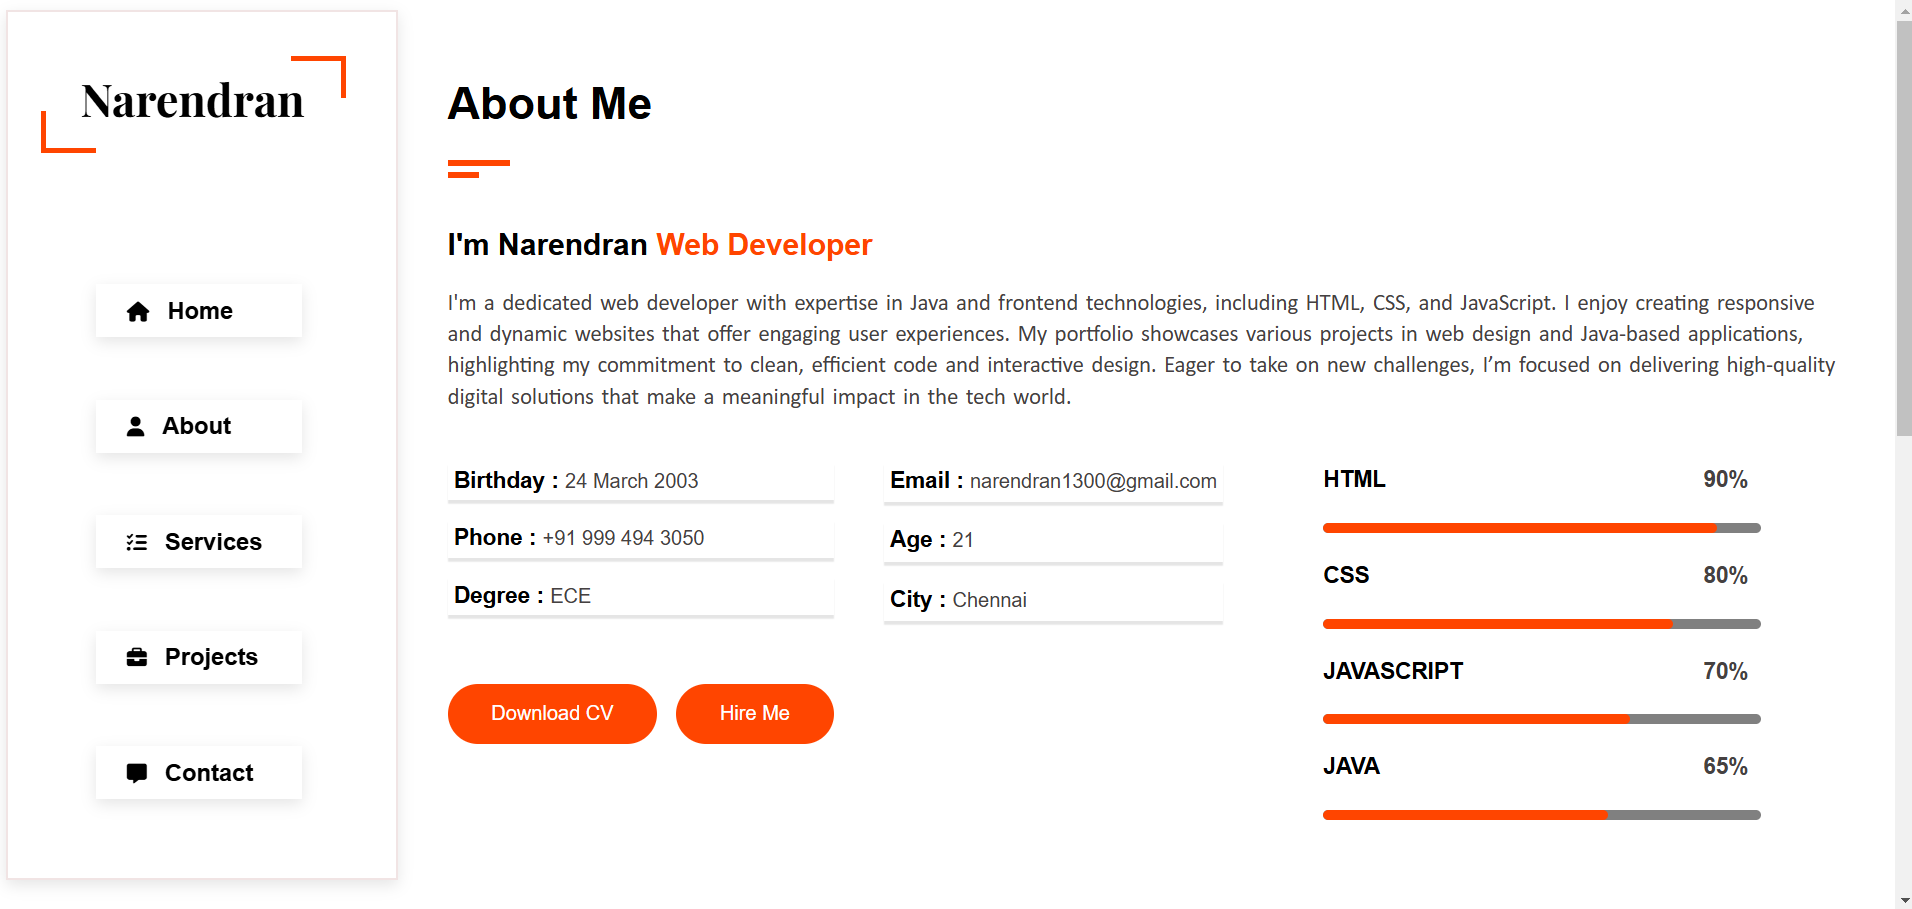 Narendran
Home
About
Services
Projects
Contact
About Me
I'm Narendran Web Developer
I'm a dedicated web developer with expertise in Java and frontend technologies, including HTML, CSS, and JavaScript. I enjoy creating responsive
and dynamic websites that offer engaging user experiences. My portfolio showcases various projects in web design and Java-based applications,
highlighting my commitment to clean, efficient code and interactive design. Eager to take on new challenges, I’m focused on delivering high-quality
digital solutions that make a meaningful impact in the tech world.
Birthday : 24 March 2003
Phone : +91 999 494 3050
Degree : ECE
Email : narendran1300@gmail.com
Age : 21
City : Chennai
Download CV
Hire Me
HTML 90%
CSS 80%
JAVASCRIPT 70%
JAVA 65%